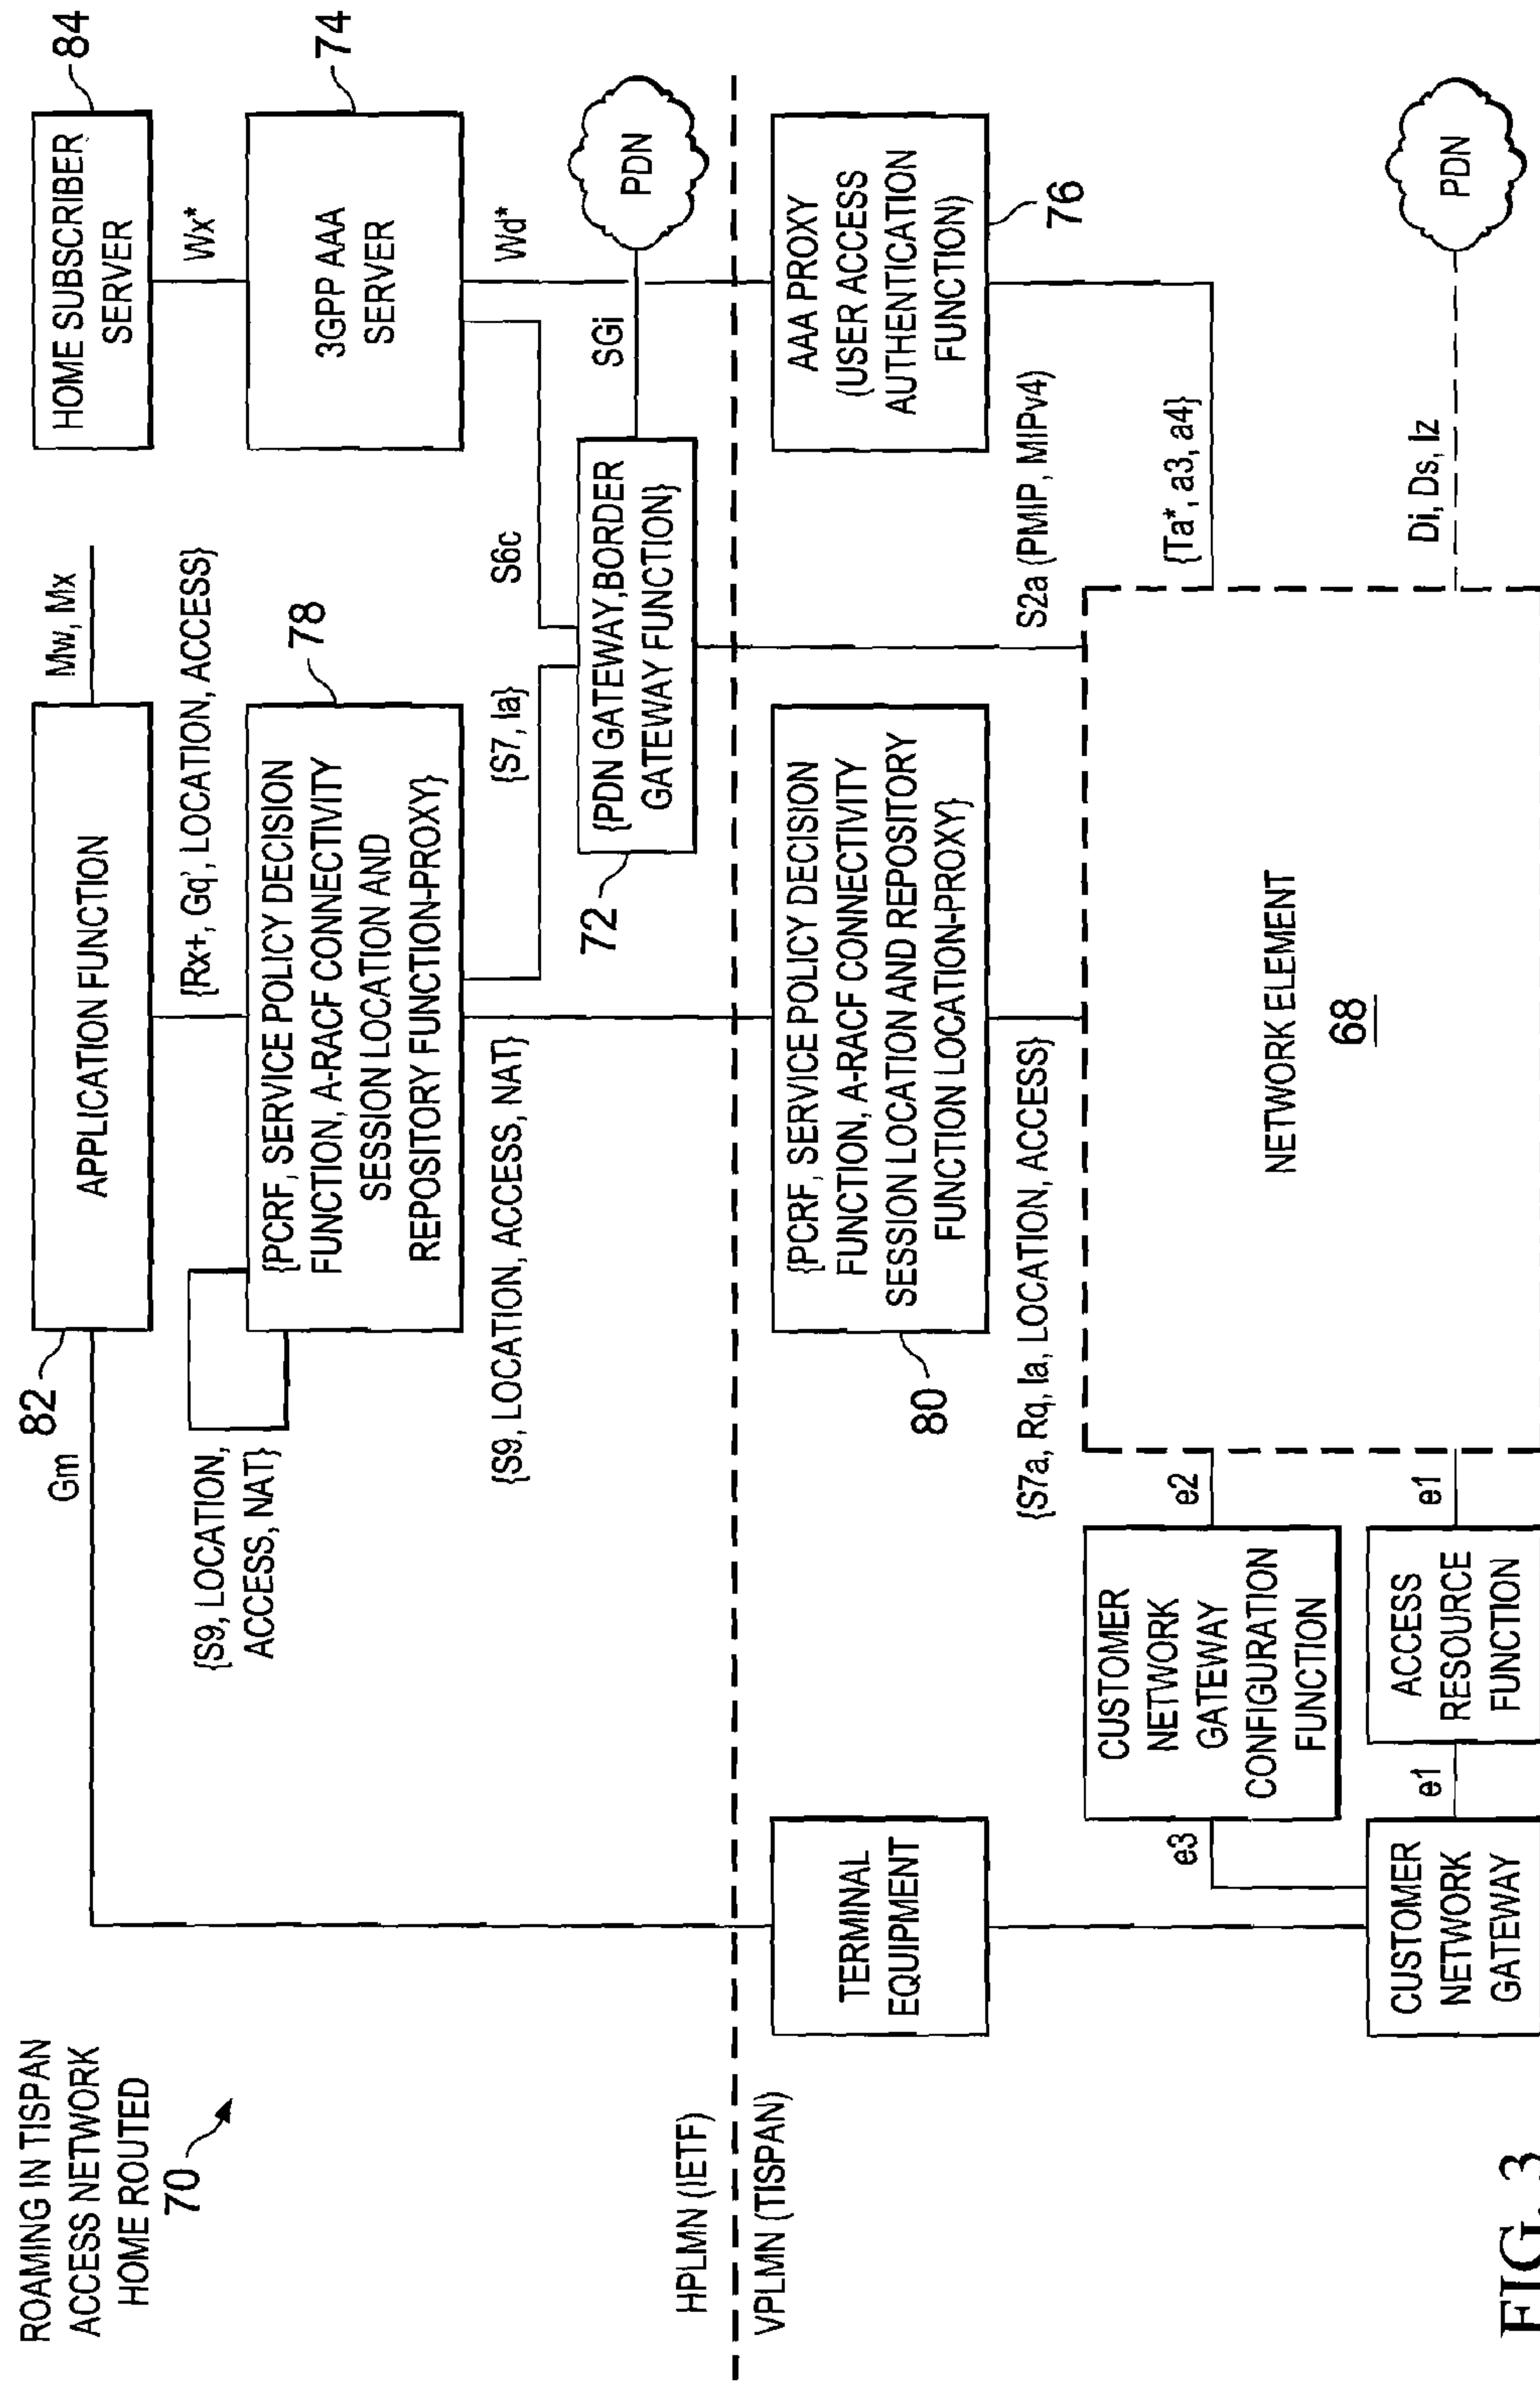 ROAMING IN TISPAN
ACCESS NETWORK
HOME ROUTED
70
82
Gm
APPLICATION FUNCTION
Mw, Mx
HOME SUBSCRIBER
SERVER
84
{S9, LOCATION,
ACCESS, NAT}
{Rx+, Gq', LOCATION, ACCESS}
Wx*
{PCRF, SERVICE POLICY DECISION
FUNCTION, A-RACF CONNECTIVITY
SESSION LOCATION AND
REPOSITORY FUNCTION-PROXY}
78
3GPP AAA
SERVER
74
{S9, LOCATION, ACCESS, NAT}
{S7, Ia}
S6c
Wd*
72
{PDN GATEWAY,BORDER
GATEWAY FUNCTION}
SGi
PDN
HPLMN (IETF)
VPLMN (TISPAN)
TERMINAL
EQUIPMENT
80
{PCRF, SERVICE POLICY DECISION
FUNCTION, A-RACF CONNECTIVITY
SESSION LOCATION AND REPOSITORY
FUNCTION LOCATION-PROXY}
AAA PROXY
(USER ACCESS
AUTHENTICATION
FUNCTION)
76
{S7a, Rq, Ia, LOCATION, ACCESS}
S2a (PMIP, MIPv4)
e3
CUSTOMER
NETWORK
GATEWAY
CONFIGURATION
FUNCTION
e2
{Ta*, a3, a4}
NETWORK ELEMENT
68
CUSTOMER
NETWORK
GATEWAY
e1
ACCESS
RESOURCE
FUNCTION
e1
Di, Ds, Iz
PDN
FIG. 3